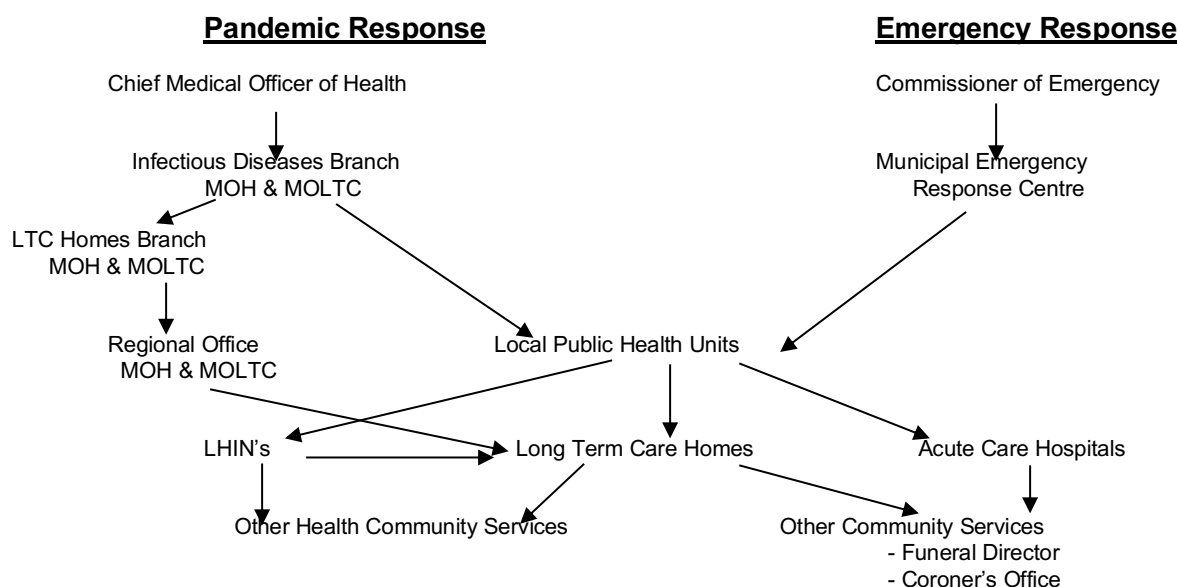 Pandemic Response
Emergency Response
Chief Medical Officer of Health
Commissioner of Emergency
Infectious Diseases Branch
MOH & MOLTC
Municipal Emergency
Response Centre
LTC Homes Branch
MOH & MOLTC
Regional Office
MOH & MOLTC
Local Public Health Units
LHIN's
Long Term Care Homes
Acute Care Hospitals
Other Health Community Services
Other Community Services
- Funeral Director
- Coroner's Office